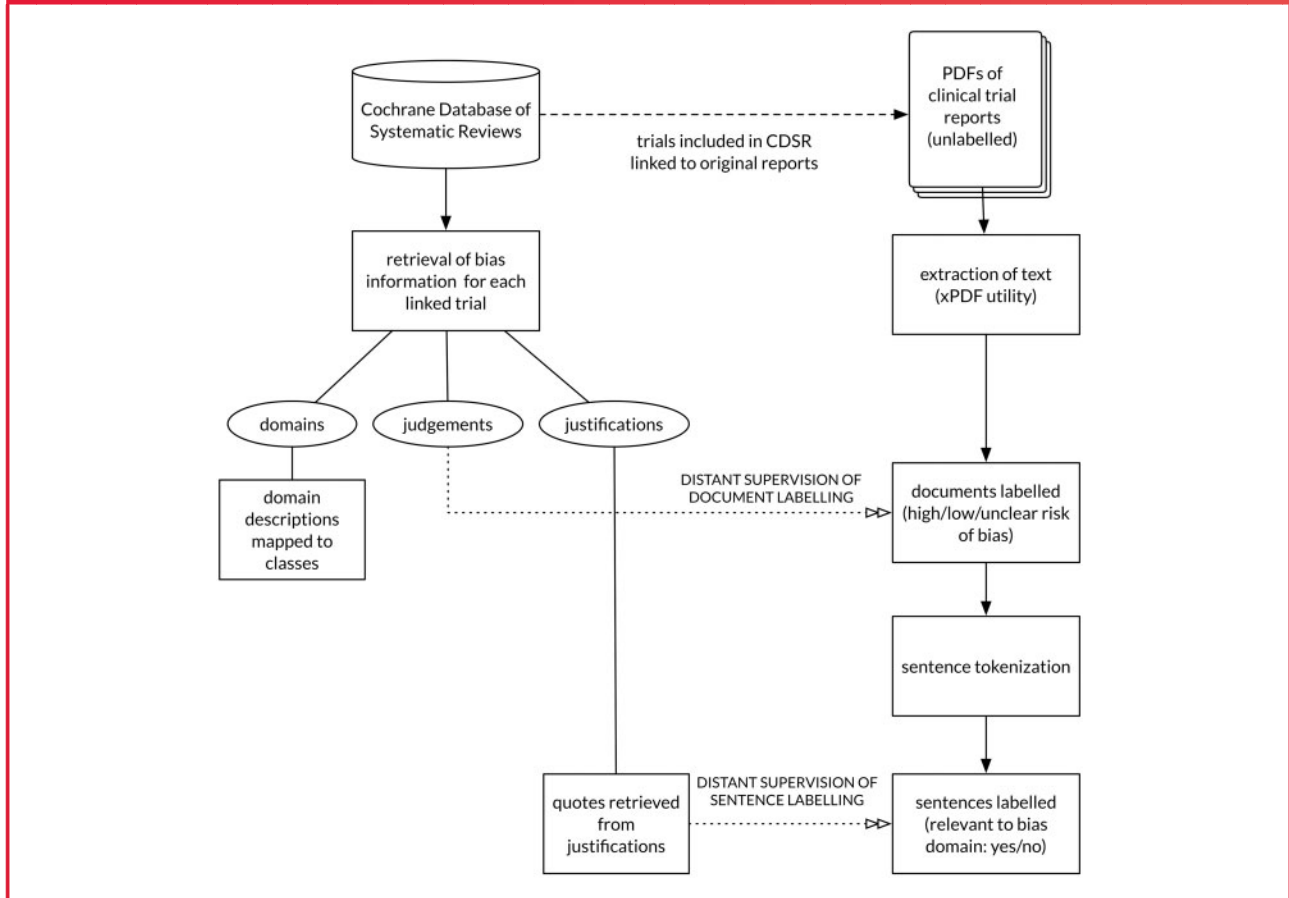 Cochrane Database of
Systematic Reviews
trials included in CDSR
linked to original reports
PDFs of
clinical trial
reports
(unlabelled)
retrieval of bias
information for each
linked trial
extraction of text
(xPDF utility)
domains
judgements
justifications
domain
descriptions
mapped to
classes
DISTANT SUPERVISION OF
DOCUMENT LABELLING
documents labelled
(high/low/unclear risk
of bias)
sentence tokenization
quotes retrieved
from
justifications
DISTANT SUPERVISION OF
SENTENCE LABELLING
sentences labelled
(relevant to bias
domain: yes/no)